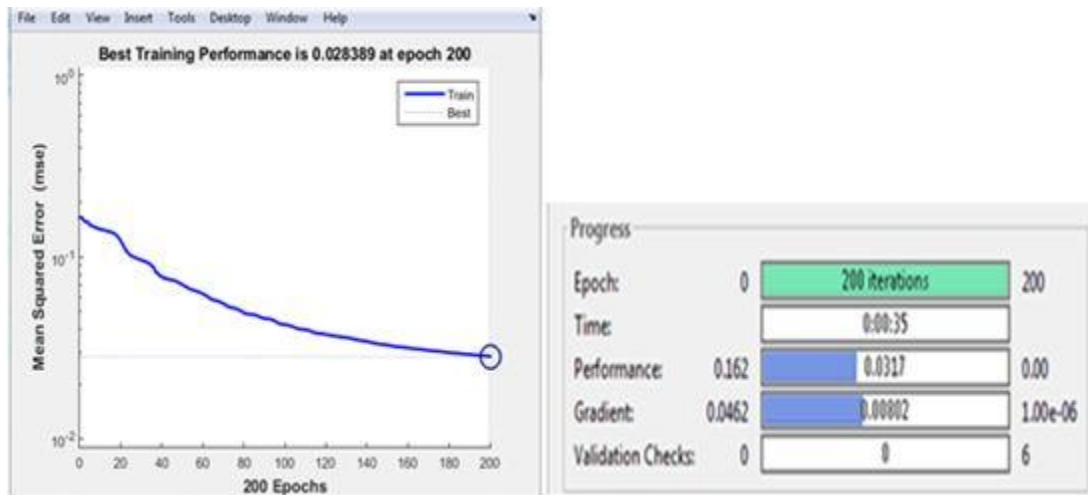 File Edit View Insert Tools Desktop Window Help
Best Training Performance is 0.028389 at epoch 200
10^0
10^-1
10^-2
Mean Squared Error (mse)
Train
Best
0 20 40 60 80 100 120 140 160 180 200
200 Epochs
Progress
Epoch: 0 200 iterations 200
Time: 0:00:35
Performance: 0.162 0.0317 0.00
Gradient: 0.0462 0.00802 1.00e-06
Validation Checks: 0 0 6